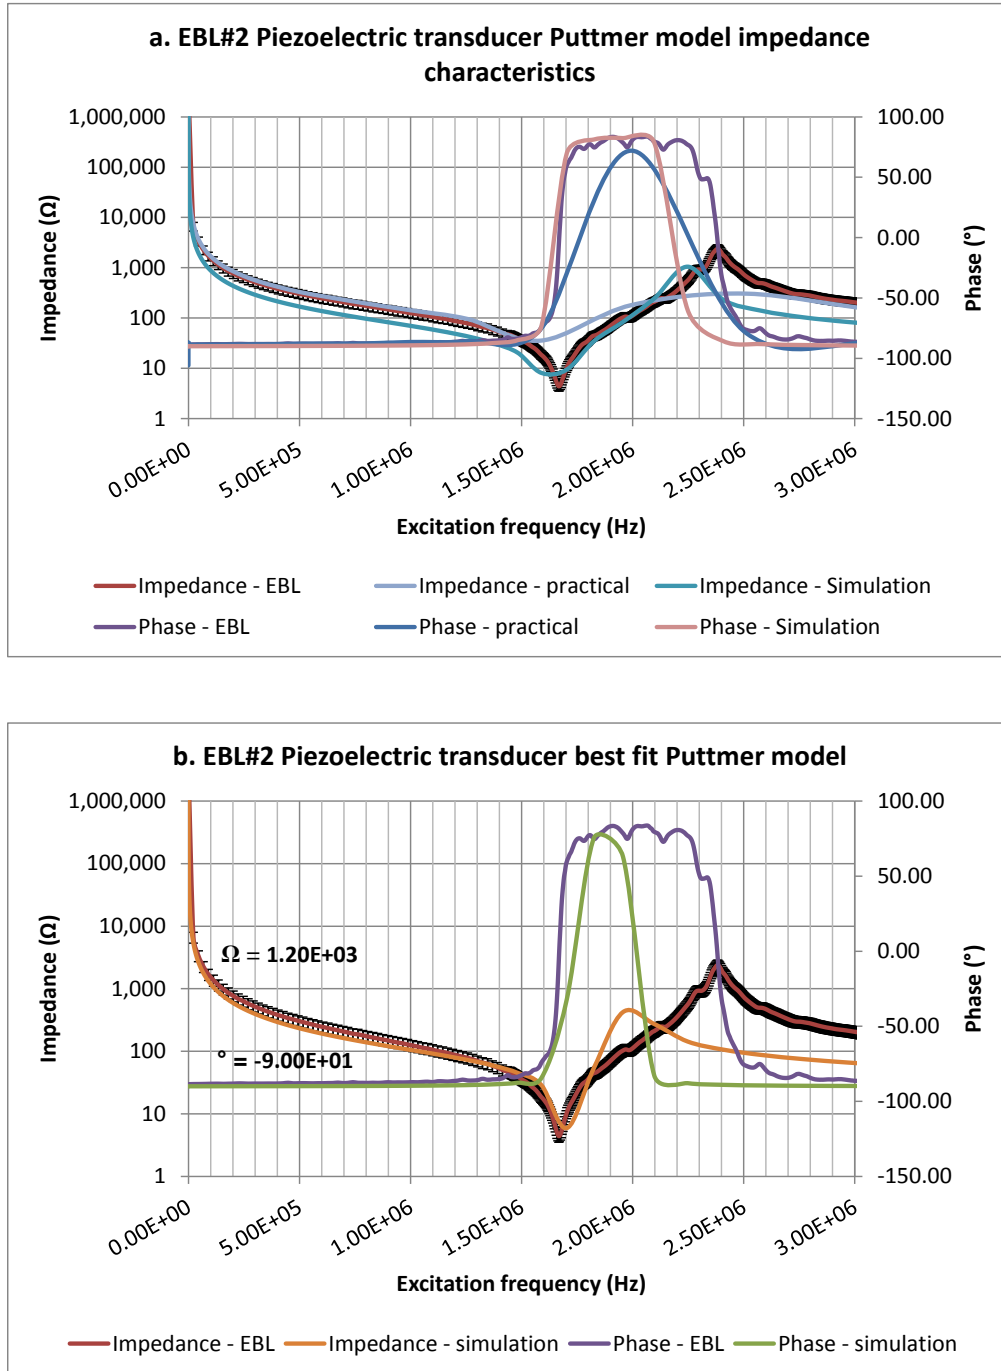 a. EBL#2 Piezoelectric transducer Puttmer model impedance
characteristics
1,000,000
100,000
10,000
1,000
100
10
1
Impedance (Ω)
100.00
50.00
0.00
-50.00
-100.00
-150.00
Phase (°)
0.00E+00
5.00E+05
1.00E+06
1.50E+06
2.00E+06
2.50E+06
3.00E+06
Excitation frequency (Hz)
Impedance - EBL
Impedance - practical
Impedance - Simulation
Phase - EBL
Phase - practical
Phase - Simulation
b. EBL#2 Piezoelectric transducer best fit Puttmer model
1,000,000
100,000
10,000
1,000
100
10
1
Impedance (Ω)
Ω = 1.20E+03
° = -9.00E+01
100.00
50.00
0.00
-50.00
-100.00
-150.00
Phase (°)
0.00E+00
5.00E+05
1.00E+06
1.50E+06
2.00E+06
2.50E+06
3.00E+06
Excitation frequency (Hz)
Impedance - EBL
Impedance - simulation
Phase - EBL
Phase - simulation